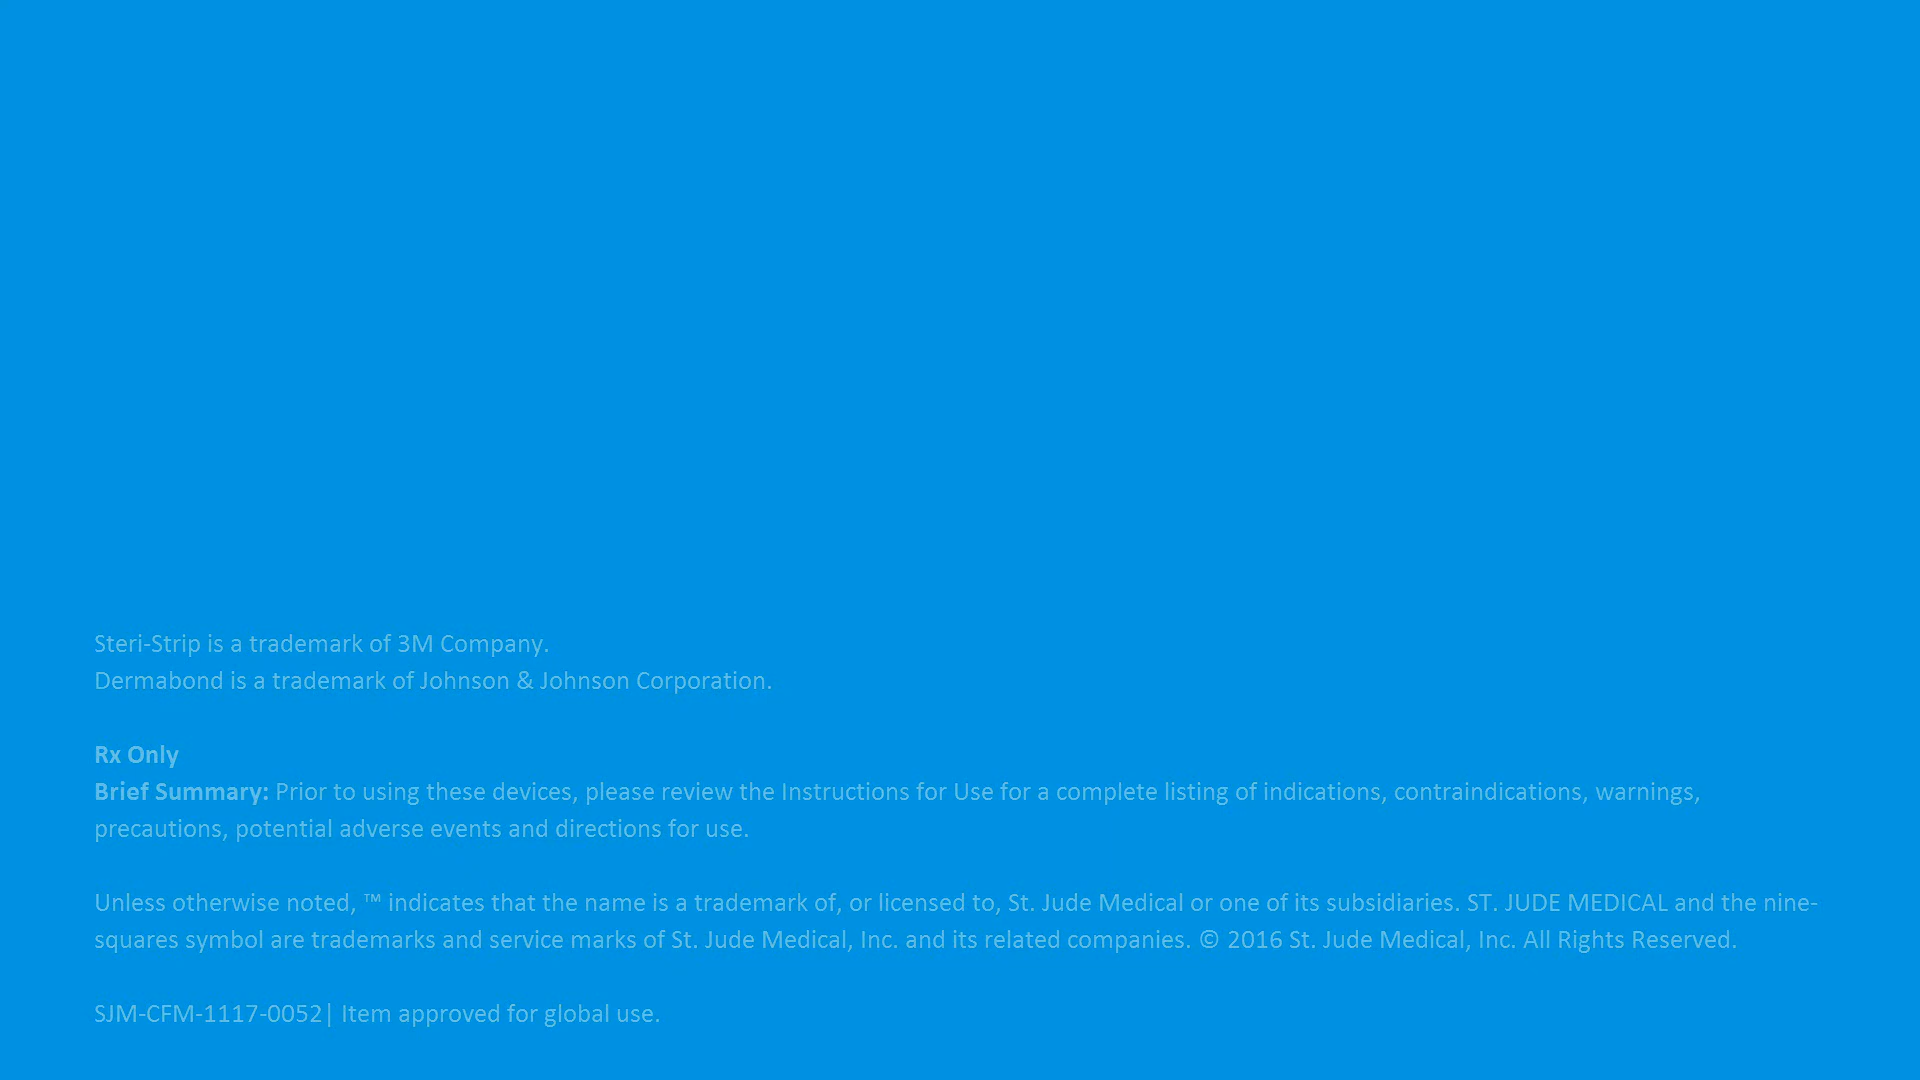 Steri-Strip is a trademark of 3M Company.
Dermabond is a trademark of Johnson & Johnson Corporation.
Rx Only
Brief Summary: Prior to using these devices, please review the Instructions for Use for a complete listing of indications, contraindications, warnings,
precautions, potential adverse events and directions for use.
Unless otherwise noted, ™ indicates that the name is a trademark of, or licensed to, St. Jude Medical or one of its subsidiaries. ST. JUDE MEDICAL and the nine-
squares symbol are trademarks and service marks of St. Jude Medical, Inc. and its related companies. © 2016 St. Jude Medical, Inc. All Rights Reserved.
SJM-CFM-1117-0052| Item approved for global use.